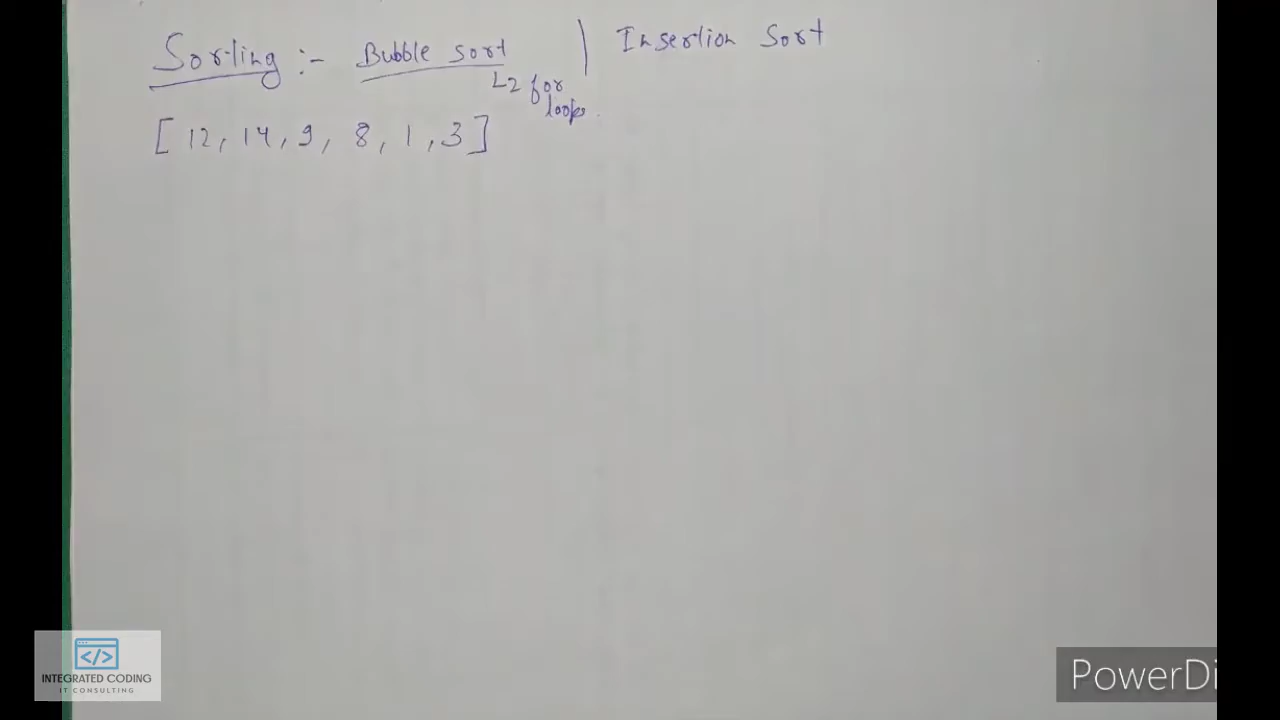 Sorting :- Bubble sort | Insertion Sort
L2 for
loops.
[12, 14, 9, 8, 1, 3]
INTEGRATED CODING
IT CONSULTING
PowerDi